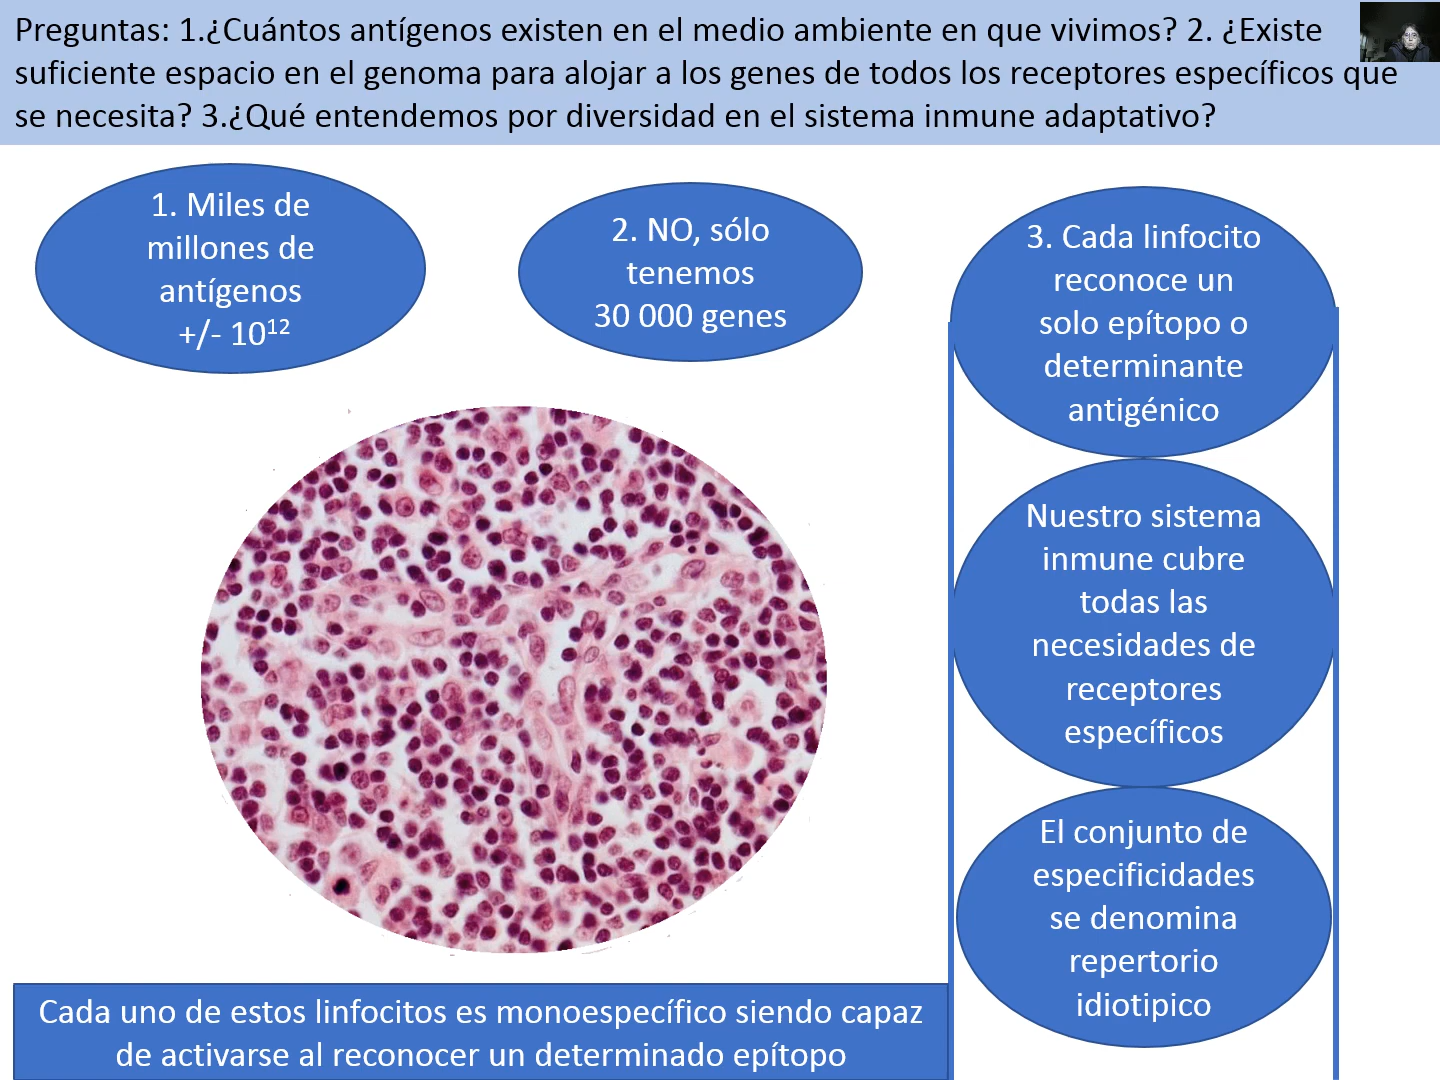 Preguntas: 1.¿Cuántos antígenos existen en el medio ambiente en que vivimos? 2. ¿Existe
suficiente espacio en el genoma para alojar a los genes de todos los receptores específicos que
se necesita? 3.¿Qué entendemos por diversidad en el sistema inmune adaptativo?
1. Miles de
millones de
antígenos
+/- 10¹²
2. NO, sólo
tenemos
30 000 genes
3. Cada linfocito
reconoce un
solo epítopo o
determinante
antigénico
Nuestro sistema
inmune cubre
todas las
necesidades de
receptores
específicos
El conjunto de
especificidades
se denomina
repertorio
idiotipico
Cada uno de estos linfocitos es monoespecífico siendo capaz
de activarse al reconocer un determinado epítopo